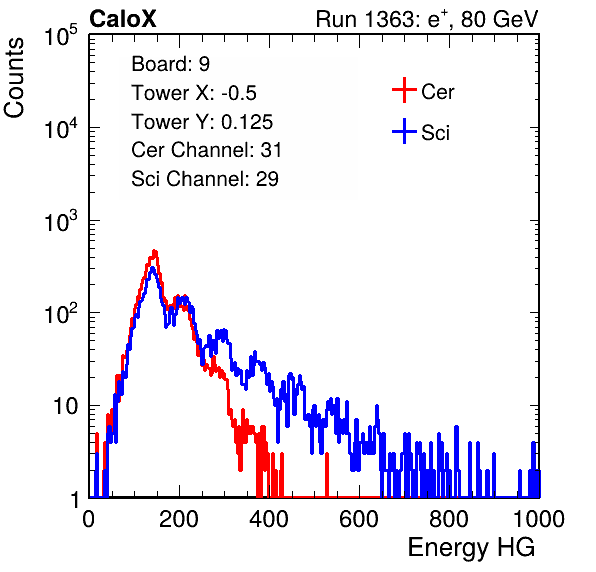 CaloX Run 1363: e⁺, 80 GeV
Counts
10⁵
10⁴
10³
10²
10
1
Board: 9
Tower X: -0.5
Tower Y: 0.125
Cer Channel: 31
Sci Channel: 29
Cer
Sci
0 200 400 600 800 1000
Energy HG